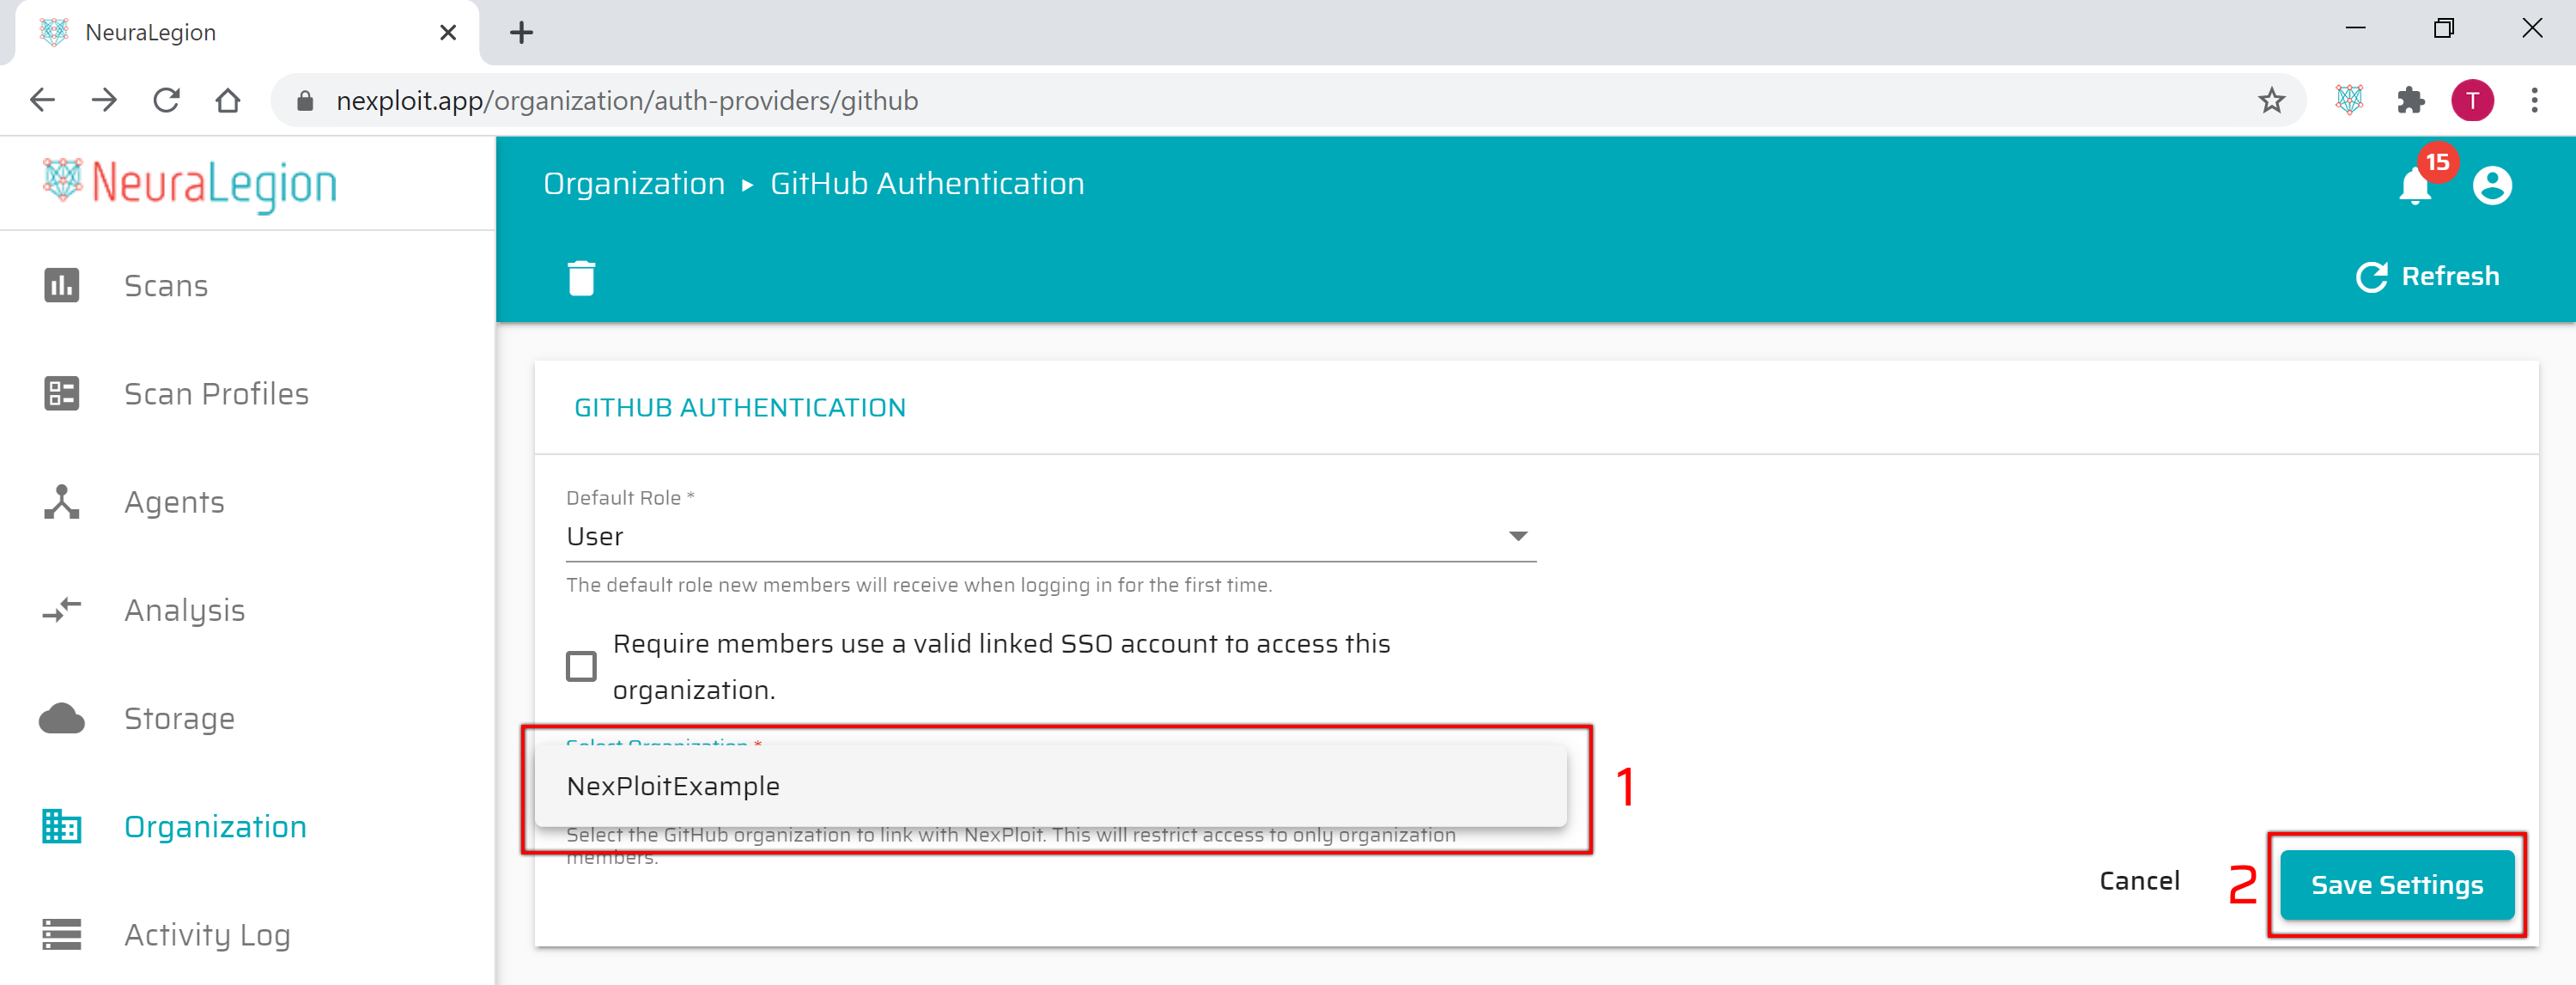 NeuraLegion
nexploit.app/organization/auth-providers/github
T
NeuraLegion
Organization ▸ GitHub Authentication
15
Refresh
Scans
Scan Profiles
Agents
Analysis
Storage
Organization
Activity Log
GITHUB AUTHENTICATION
Default Role *
User
The default role new members will receive when logging in for the first time.
Require members use a valid linked SSO account to access this
organization.
Select Organization *
NexPloitExample
1
Select the GitHub organization to link with NexPloit. This will restrict access to only organization
members.
Cancel
2
Save Settings